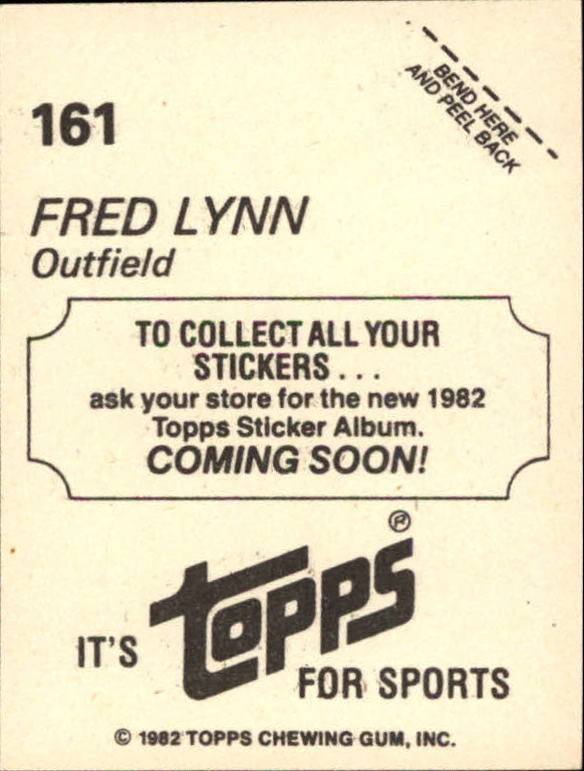 BEND HERE
AND PEEL BACK
161
FRED LYNN
Outfield
TO COLLECT ALL YOUR
STICKERS...
ask your store for the new 1982
Topps Sticker Album.
COMING SOON!
IT'S topps ®
FOR SPORTS
© 1982 TOPPS CHEWING GUM, INC.